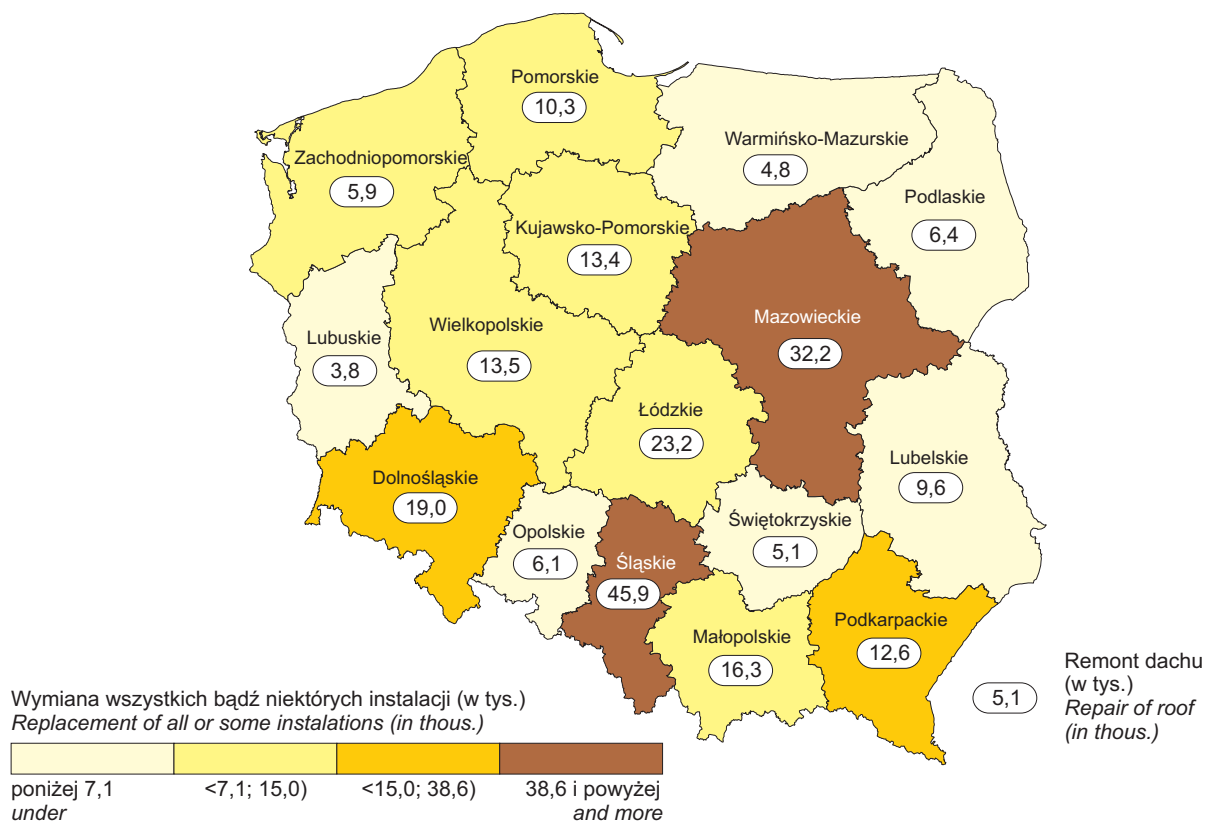 Pomorskie
10,3
Warmińsko-Mazurskie
4,8
Zachodniopomorskie
5,9
Podlaskie
6,4
Kujawsko-Pomorskie
13,4
Mazowieckie
32,2
Wielkopolskie
13,5
Lubuskie
3,8
Łódzkie
23,2
Lubelskie
9,6
Dolnośląskie
19,0
Świętokrzyskie
5,1
Opolskie
6,1
Śląskie
45,9
Podkarpackie
12,6
Małopolskie
16,3
Remont dachu
(w tys.)
5,1
Repair of roof
(in thous.)
Wymiana wszystkich bądź niektórych instalacji (w tys.)
Replacement of all or some instalations (in thous.)
poniżej 7,1 <7,1; 15,0) <15,0; 38,6) 38,6 i powyżej
under and more